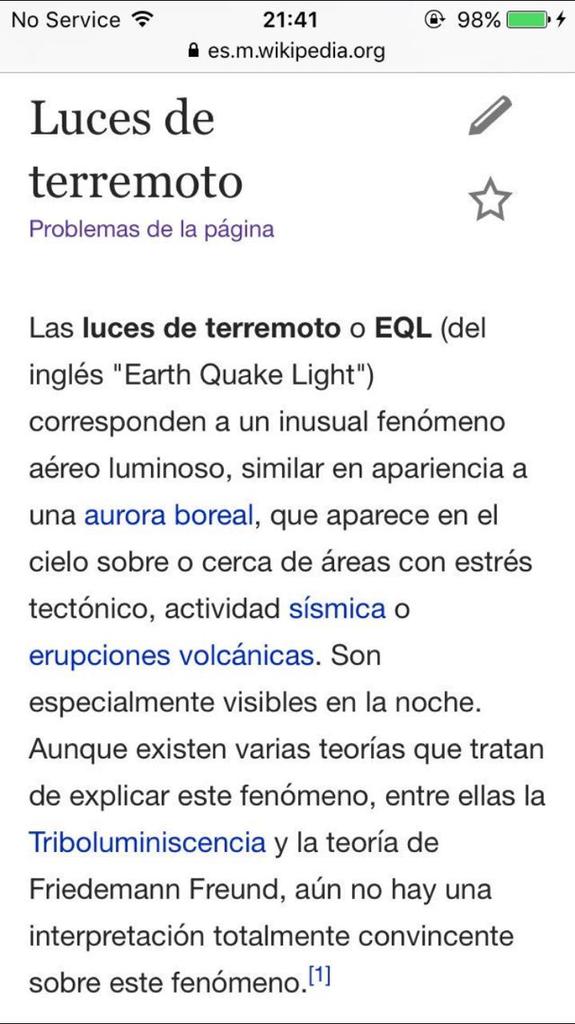 No Service 21:41 98%
es.m.wikipedia.org
Luces de
terremoto
Problemas de la página
Las luces de terremoto o EQL (del
inglés "Earth Quake Light")
corresponden a un inusual fenómeno
aéreo luminoso, similar en apariencia a
una aurora boreal, que aparece en el
cielo sobre o cerca de áreas con estrés
tectónico, actividad sísmica o
erupciones volcánicas. Son
especialmente visibles en la noche.
Aunque existen varias teorías que tratan
de explicar este fenómeno, entre ellas la
Triboluminiscencia y la teoría de
Friedemann Freund, aún no hay una
interpretación totalmente convincente
sobre este fenómeno.[1]